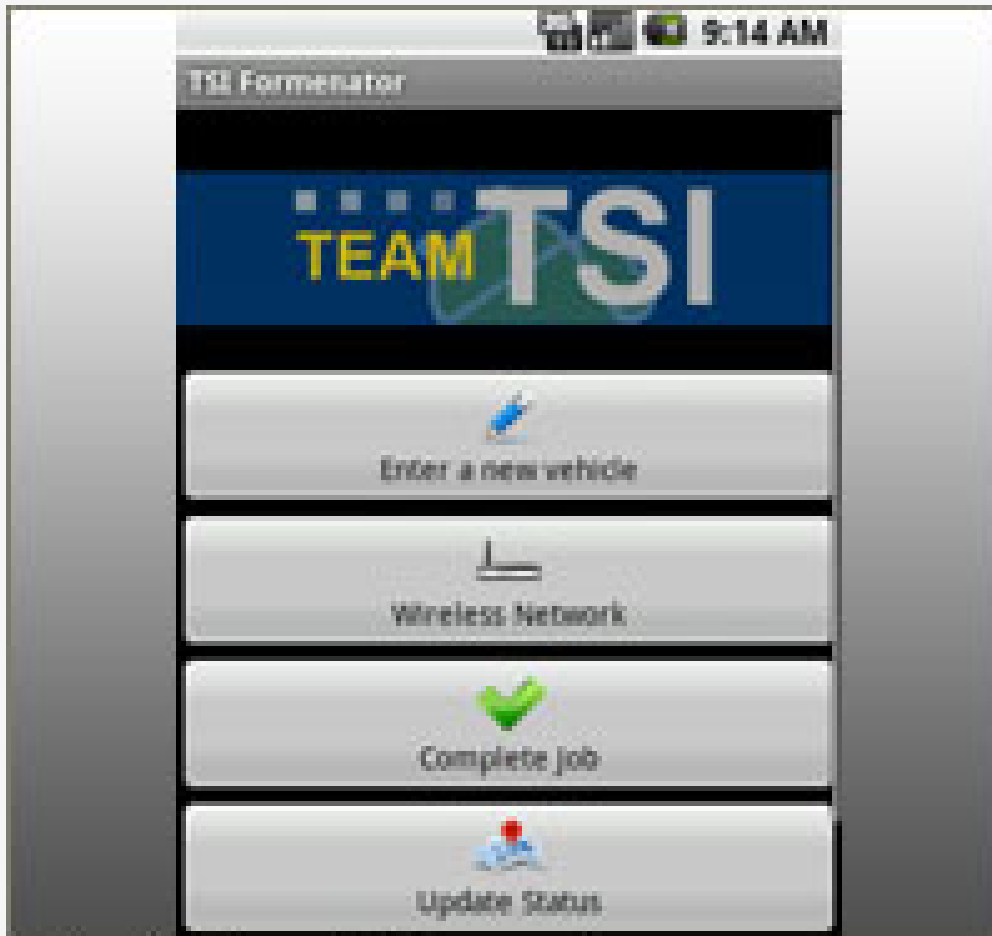 9:14 AM
TSI Formenator
TEAM TSI
Enter a new vehicle
Wireless Network
Complete Job
Update Status